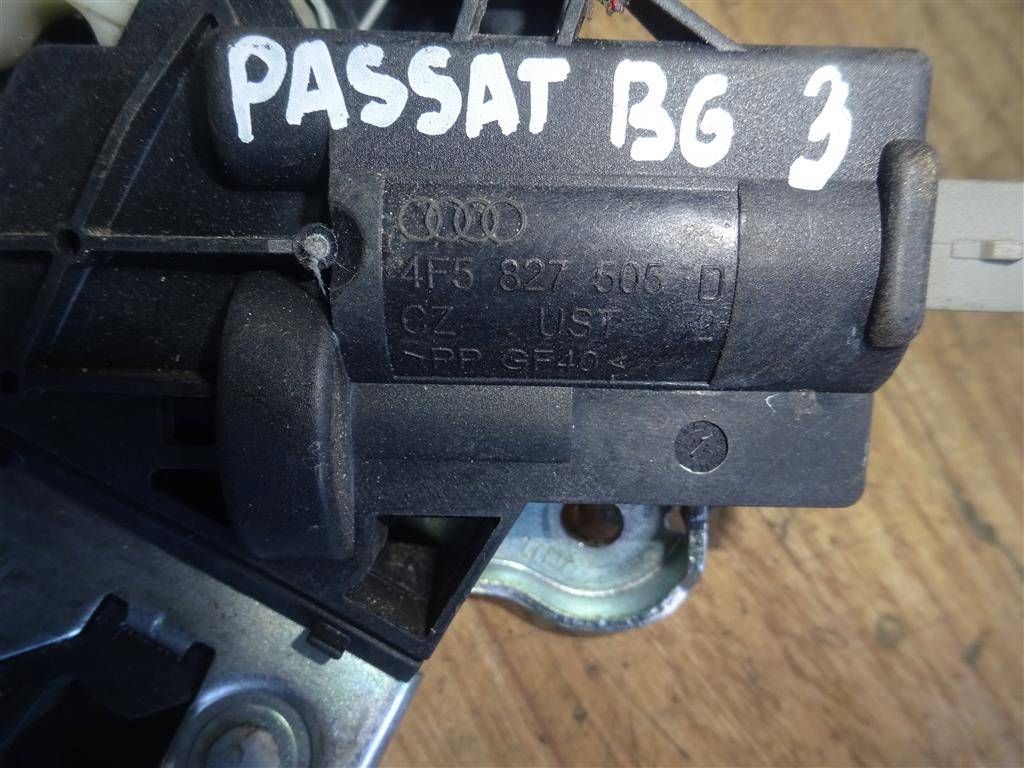 PASSAT B6 3
4F5 827 505 D
CZ UST
>PP GF40<